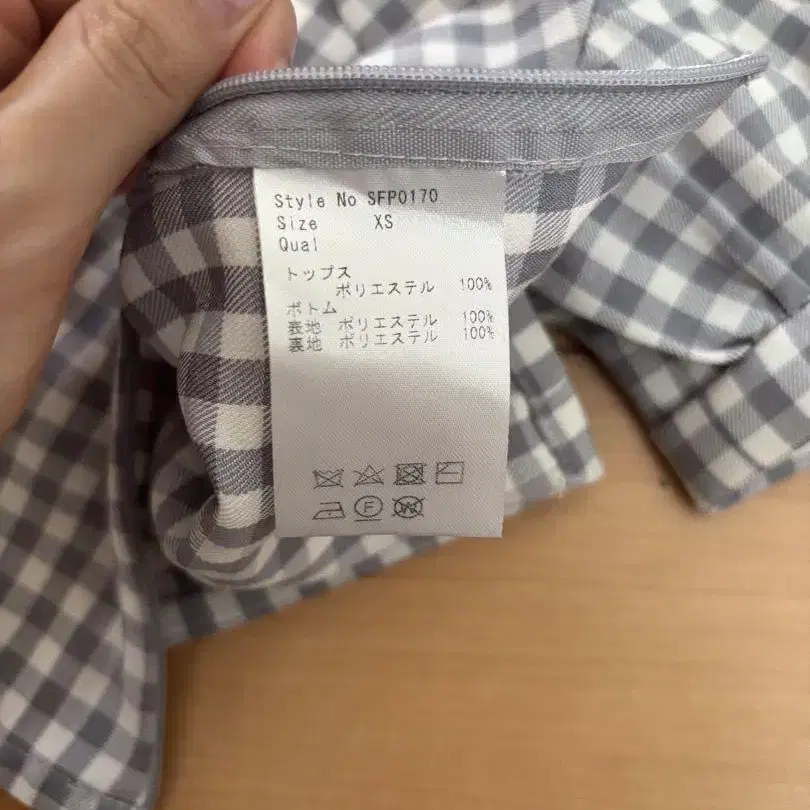 Style No SFP0170
Size XS
Qual
トップス
ポリエステル 100%
ボトム
表地 ポリエステル 100%
裏地 ポリエステル 100%
F
W